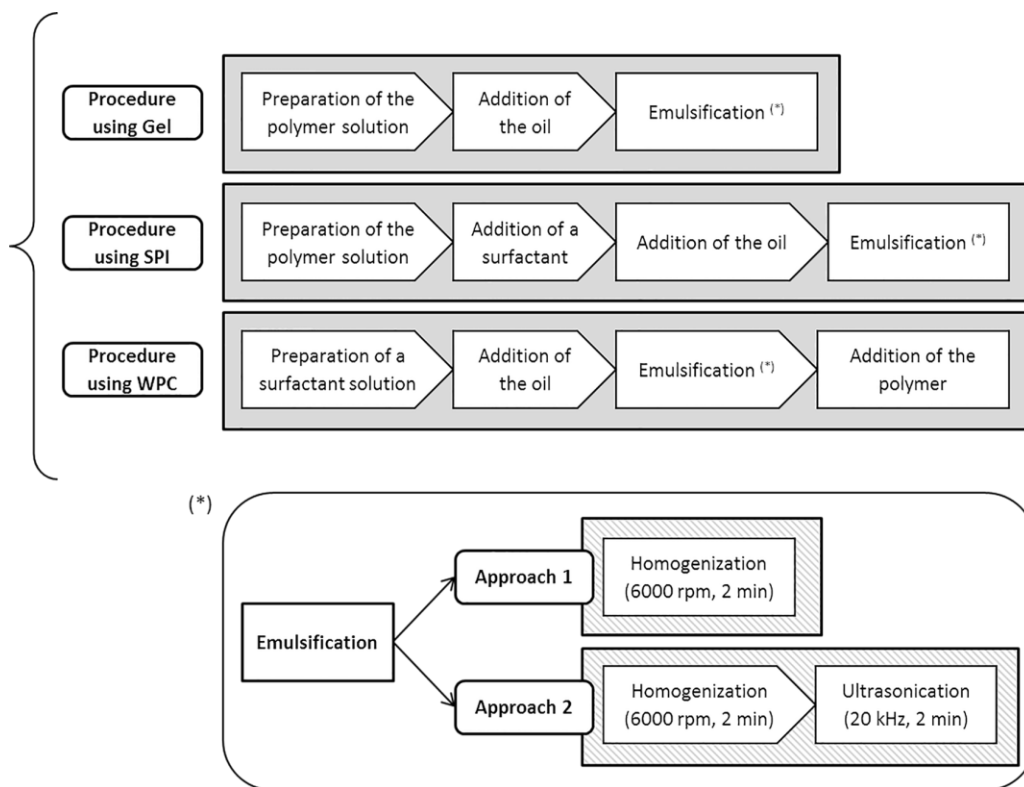 Procedure
using Gel
Preparation of the
polymer solution
Addition of
the oil
Emulsification (*)
Procedure
using SPI
Preparation of the
polymer solution
Addition of a
surfactant
Addition of the oil
Emulsification (*)
Procedure
using WPC
Preparation of a
surfactant solution
Addition of
the oil
Emulsification (*)
Addition of the
polymer
(*)
Emulsification
Approach 1
Homogenization
(6000 rpm, 2 min)
Approach 2
Homogenization
(6000 rpm, 2 min)
Ultrasonication
(20 kHz, 2 min)